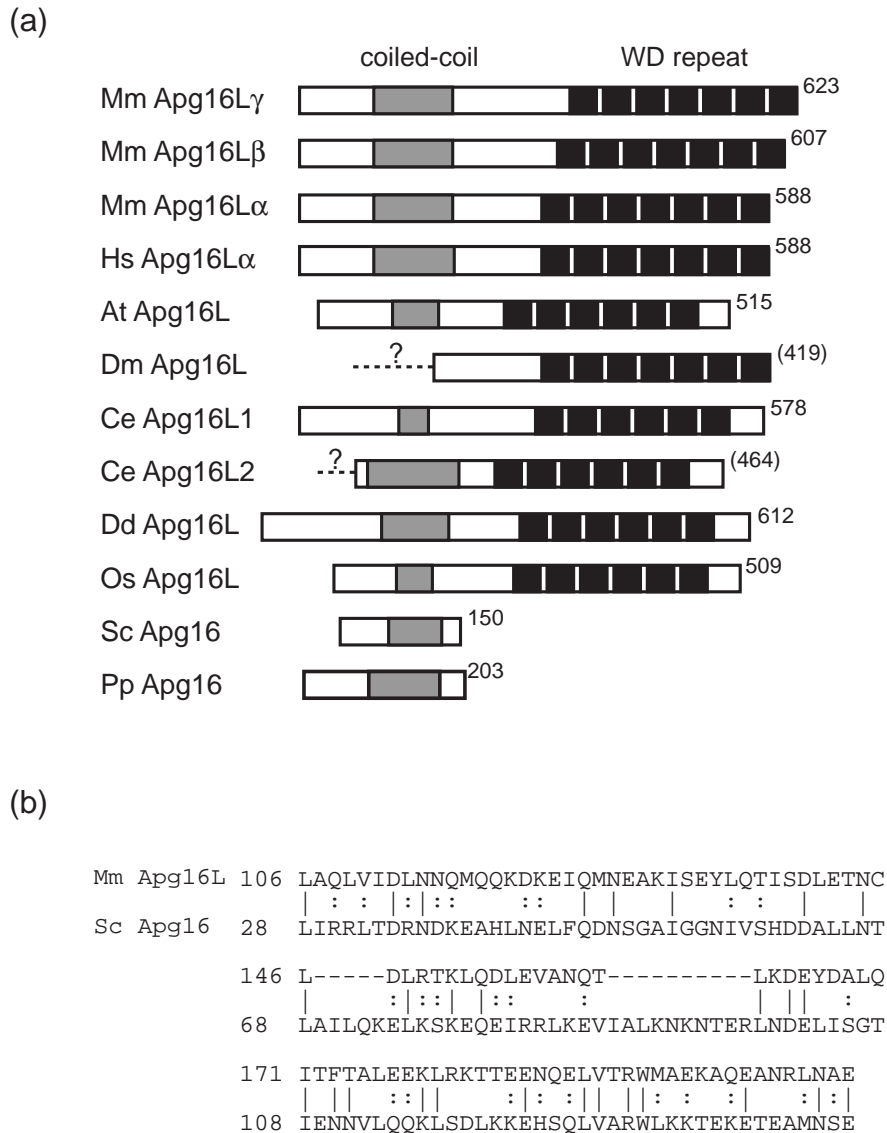 (a)
coiled-coil WD repeat
Mm Apg16Lγ 623
Mm Apg16Lβ 607
Mm Apg16Lα 588
Hs Apg16Lα 588
At Apg16L 515
Dm Apg16L ? (419)
Ce Apg16L1 578
Ce Apg16L2 ? (464)
Dd Apg16L 612
Os Apg16L 509
Sc Apg16 150
Pp Apg16 203
(b)
Mm Apg16L 106 LAQLVIDLNNQMQQKDKEIQMNEAKISEYLQTISDLETNC
| : : |·|:: :: | | | : : | |
Sc Apg16 28 LIRRLTDRNDKEAHLNELFQDNSGAIGGNIVSHDDALLNT
146 L-----DLRTKLQDLEVANQT----------LKDEYDALQ
| :|::| |:: : | || :
68 LAILQKELKSKEQEIRRLKEVIALKNKNTERLNDELISGT
171 ITFTALEEKLRKTTEENQELVTRWMAEKAQEANRLNAE
| || ::|| :| ::|| ||: : :| |:|
108 IENNVLQQKLSDLKKEHSQLVARWLKKTEKETEAMNSE